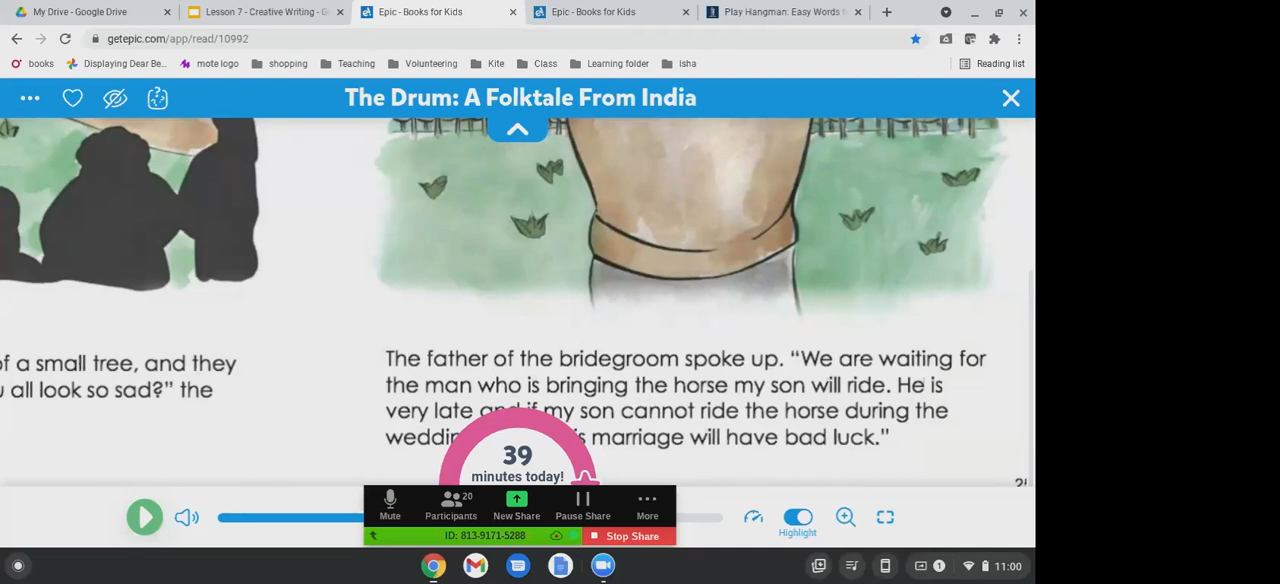 My Drive - Google Drive
Lesson 7 - Creative Writing - G
Epic - Books for Kids
Epic - Books for Kids
Play Hangman: Easy Words t
getepic.com/app/read/10992
books
Displaying Dear Be...
mote logo
shopping
Teaching
Volunteering
Kite
Class
Learning folder
Isha
Reading list
The Drum: A Folktale From India
of a small tree, and they
u all look so sad?” the
The father of the bridegroom spoke up. “We are waiting for
the man who is bringing the horse my son will ride. He is
very late and if my son cannot ride the horse during the
marriage will have bad luck.”
39
minutes today!
Mute
Participants
20
New Share
Pause Share
More
ID: 813-9171-5288
Stop Share
Highlight
1
11:00